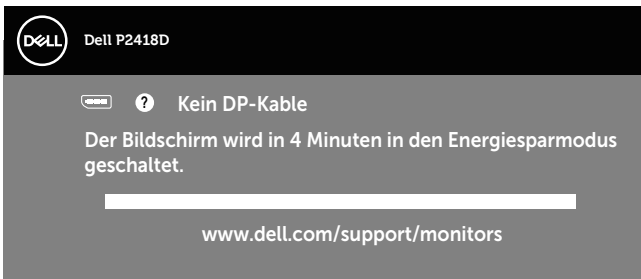 DELL Dell P2418D
? Kein DP-Kable
Der Bildschirm wird in 4 Minuten in den Energiesparmodus
geschaltet.
www.dell.com/support/monitors